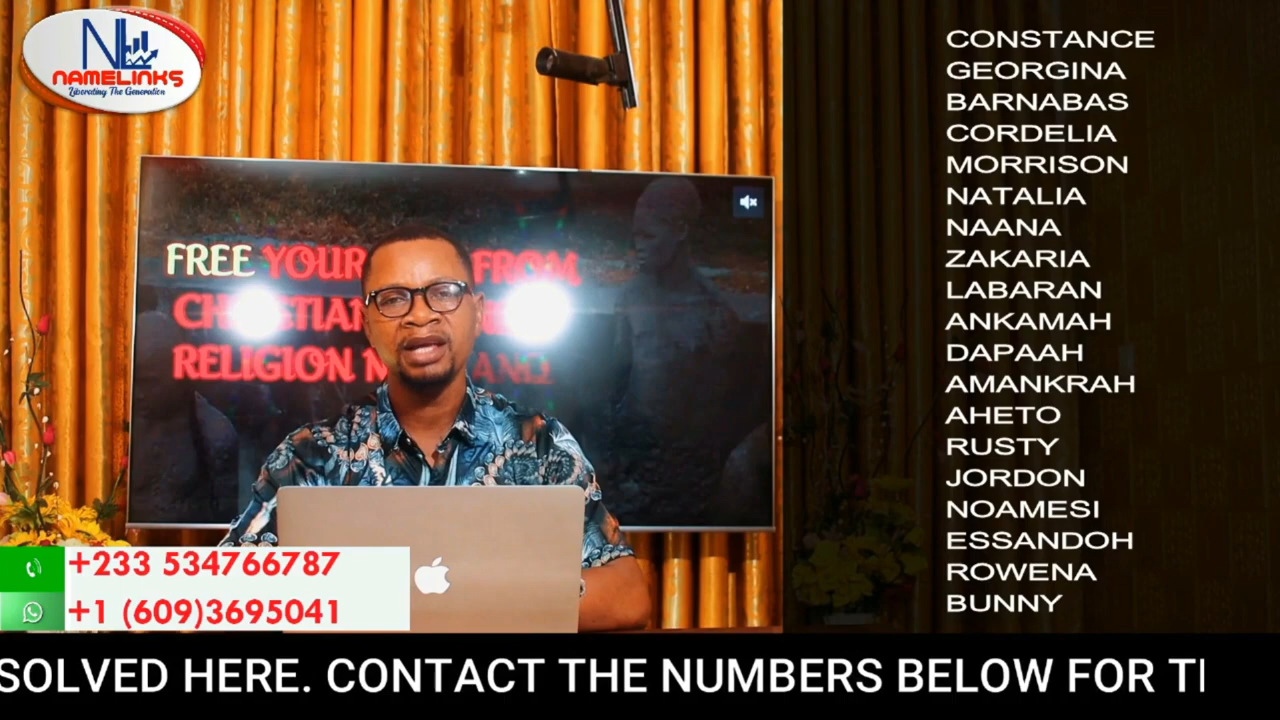 NL
NAMELINKS
Liberating The Generation
FREE YOUR FROM
RELIGION
+233 534766787
+1 (609)3695041
SOLVED HERE. CONTACT THE NUMBERS BELOW FOR
CONSTANCE
GEORGINA
BARNABAS
CORDELIA
MORRISON
NATALIA
NAANA
ZAKARIA
LABARAN
ANKAMAH
DAPAAH
AMANKRAH
AHETO
RUSTY
JORDON
NOAMESI
ESSANDOH
ROWENA
BUNNY